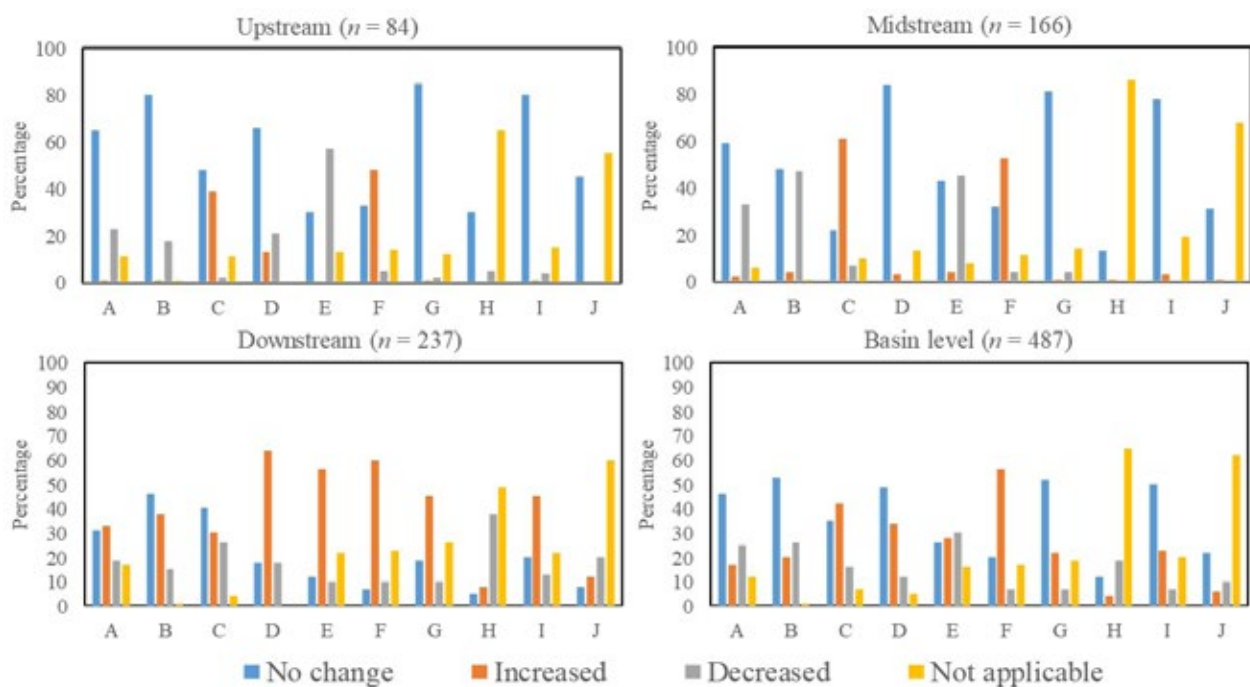 Upstream (n = 84)
100
80
60
40
20
0
Percentage
A B C D E F G H I J
Midstream (n = 166)
100
80
60
40
20
0
Percentage
A B C D E F G H I J
Downstream (n = 237)
100
90
80
70
60
50
40
30
20
10
0
Percentage
A B C D E F G H I J
Basin level (n = 487)
100
90
80
70
60
50
40
30
20
10
0
Percentage
A B C D E F G H I J
No change Increased Decreased Not applicable